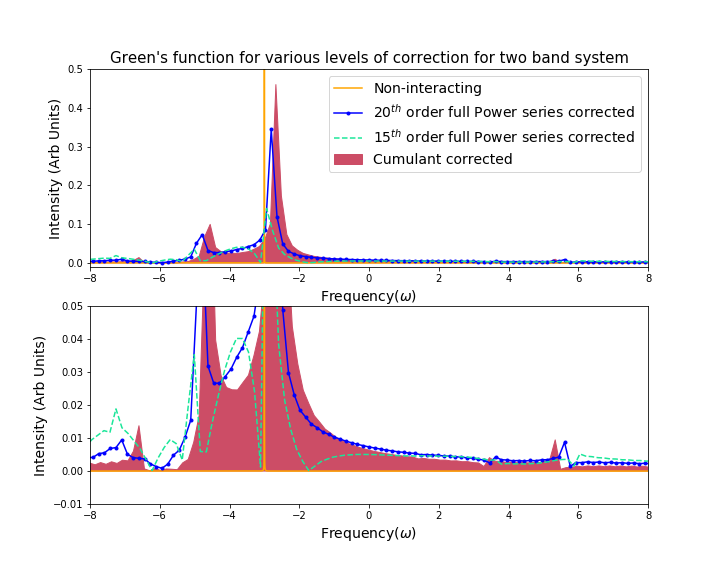 Green's function for various levels of correction for two band system
Intensity (Arb Units)
0.5
0.4
0.3
0.2
0.1
0.0
Non-interacting
20th order full Power series corrected
15th order full Power series corrected
Cumulant corrected
−8 −6 −4 −2 0 2 4 6 8
Frequency(ω)
Intensity (Arb Units)
0.05
0.04
0.03
0.02
0.01
0.00
−0.01
−8 −6 −4 −2 0 2 4 6 8
Frequency(ω)